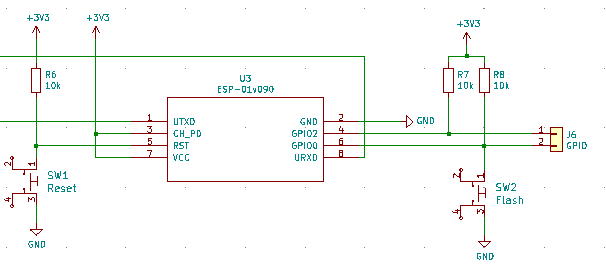 +3V3
+3V3
+3V3
R6
10k
R7
10k
R8
10k
U3
ESP-01v090
1
UTXD
GND
2
GND
3
CH_PD
GPIO2
4
5
RST
GPIO0
6
7
VCC
URXD
8
1
2
J6
GPIO
2
1
SW1
Reset
4
3
GND
2
1
SW2
Flash
4
3
GND